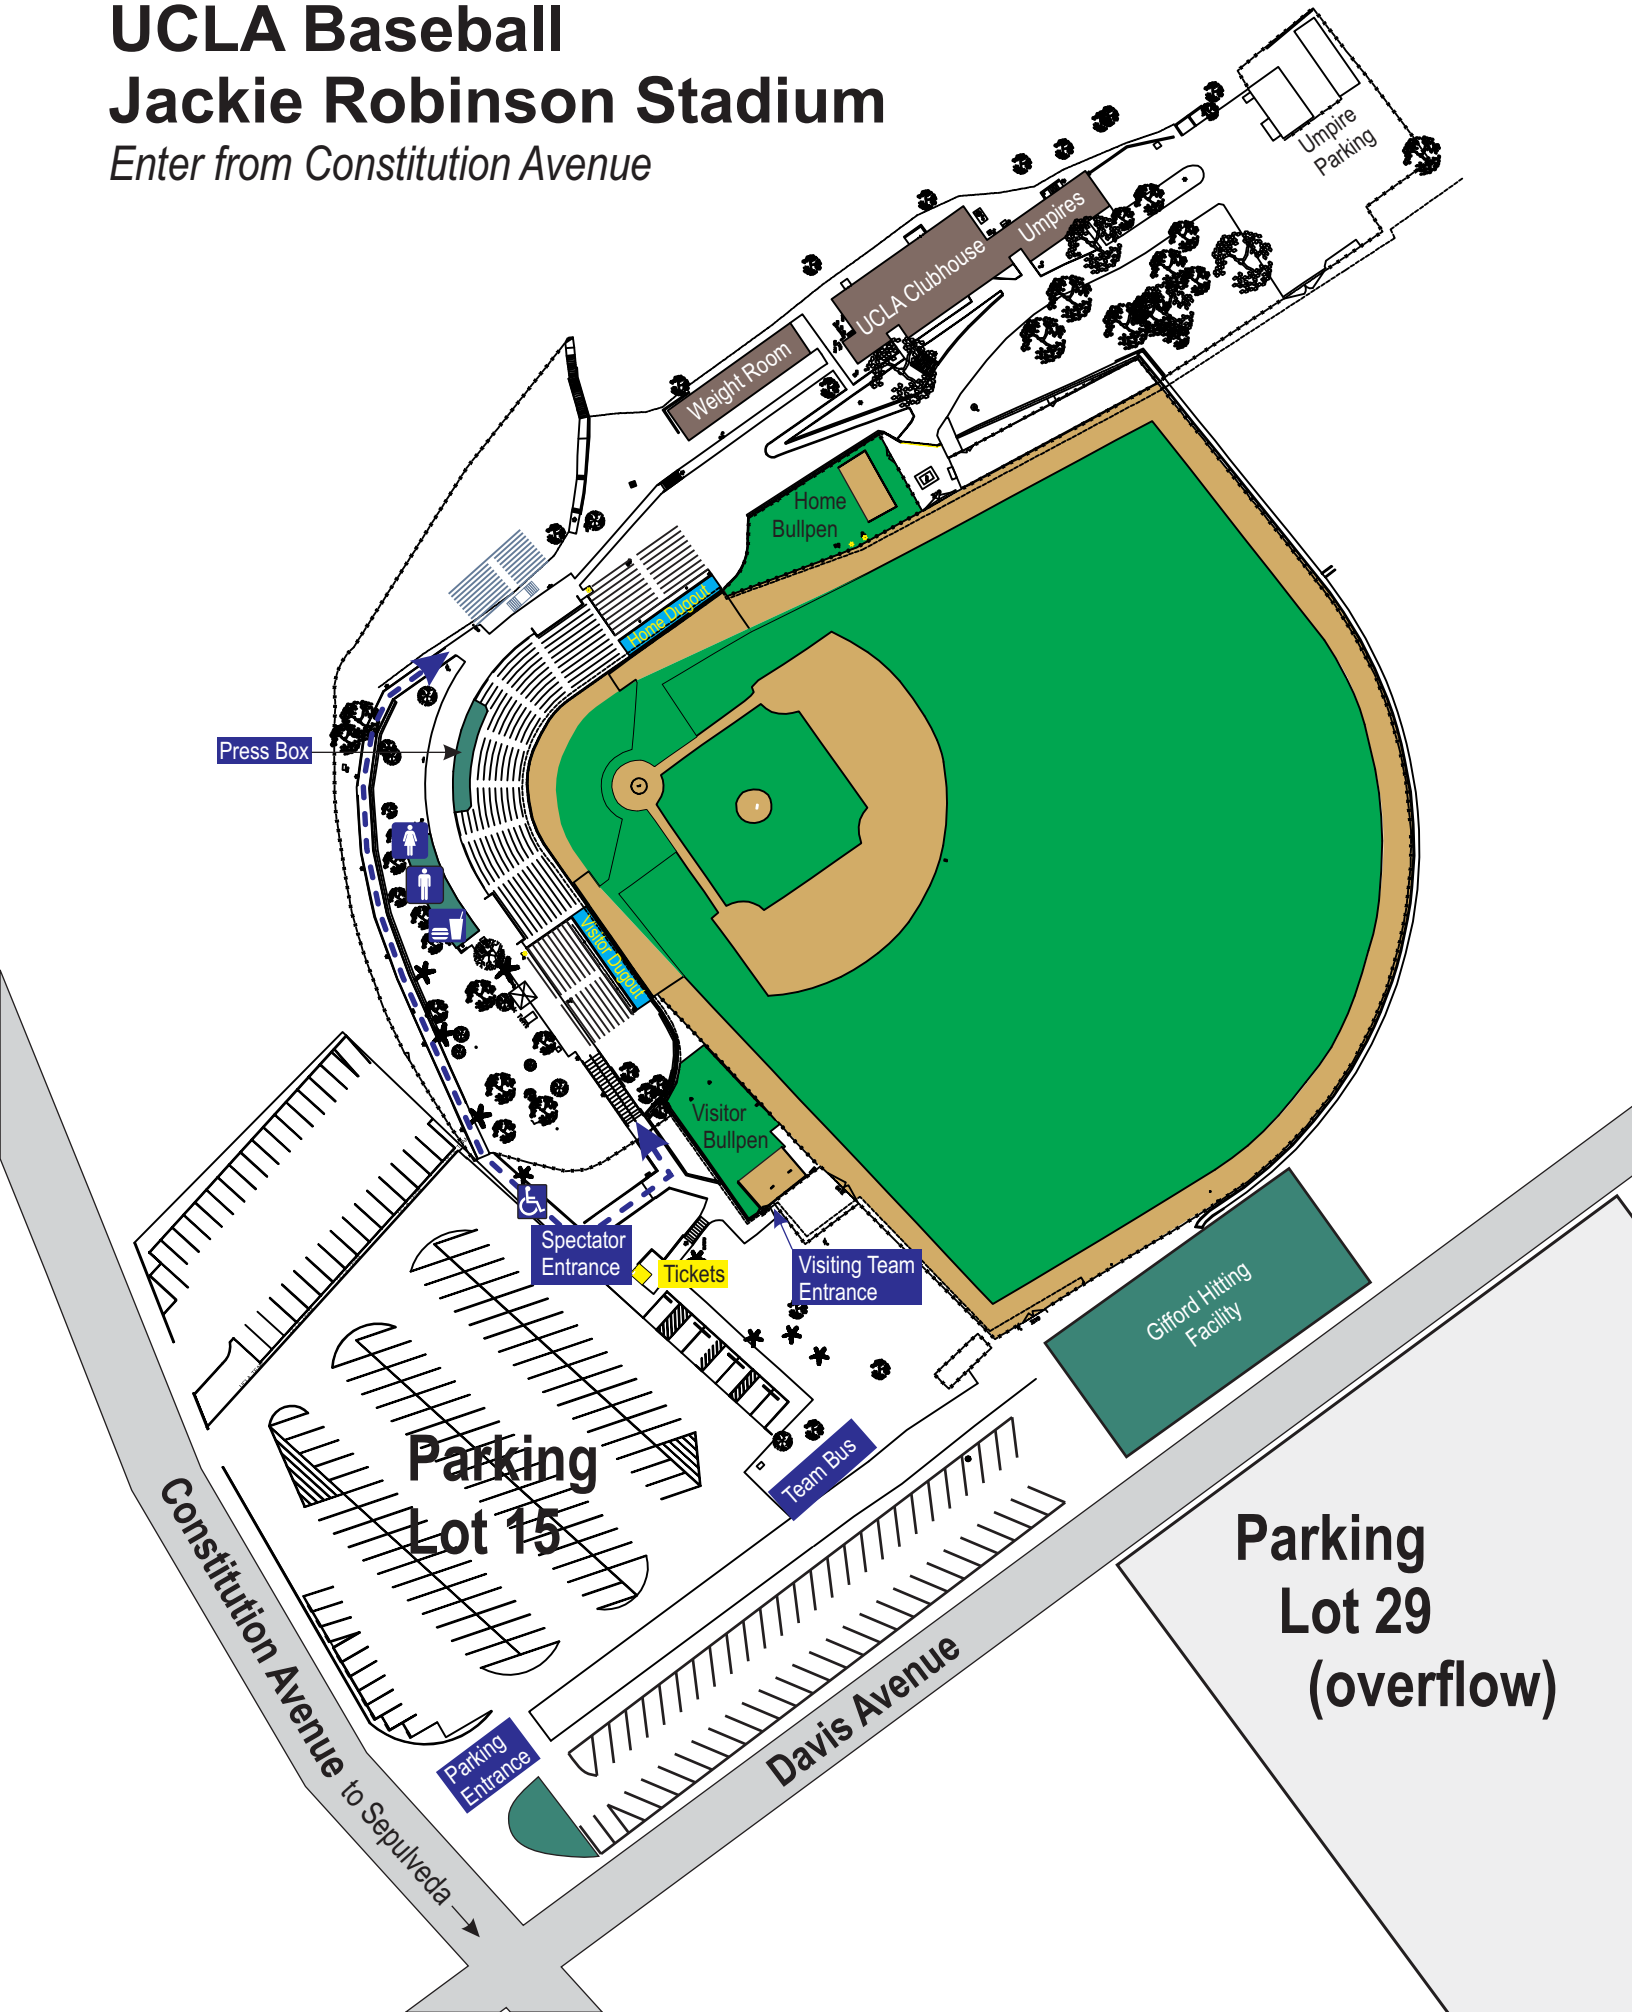 UCLA Baseball
Jackie Robinson Stadium
Enter from Constitution Avenue
Umpire
Parking
Umpires
UCLA Clubhouse
Weight Room
Home
Bullpen
Home Dugout
Press Box
Visitor Dugout
Visitor
Bullpen
Spectator
Entrance
Tickets
Visiting Team
Entrance
Gifford Hitting
Facility
Team Bus
Parking
Lot 15
Parking
Lot 29
(overflow)
Constitution Avenue to Sepulveda
Davis Avenue
Parking
Entrance